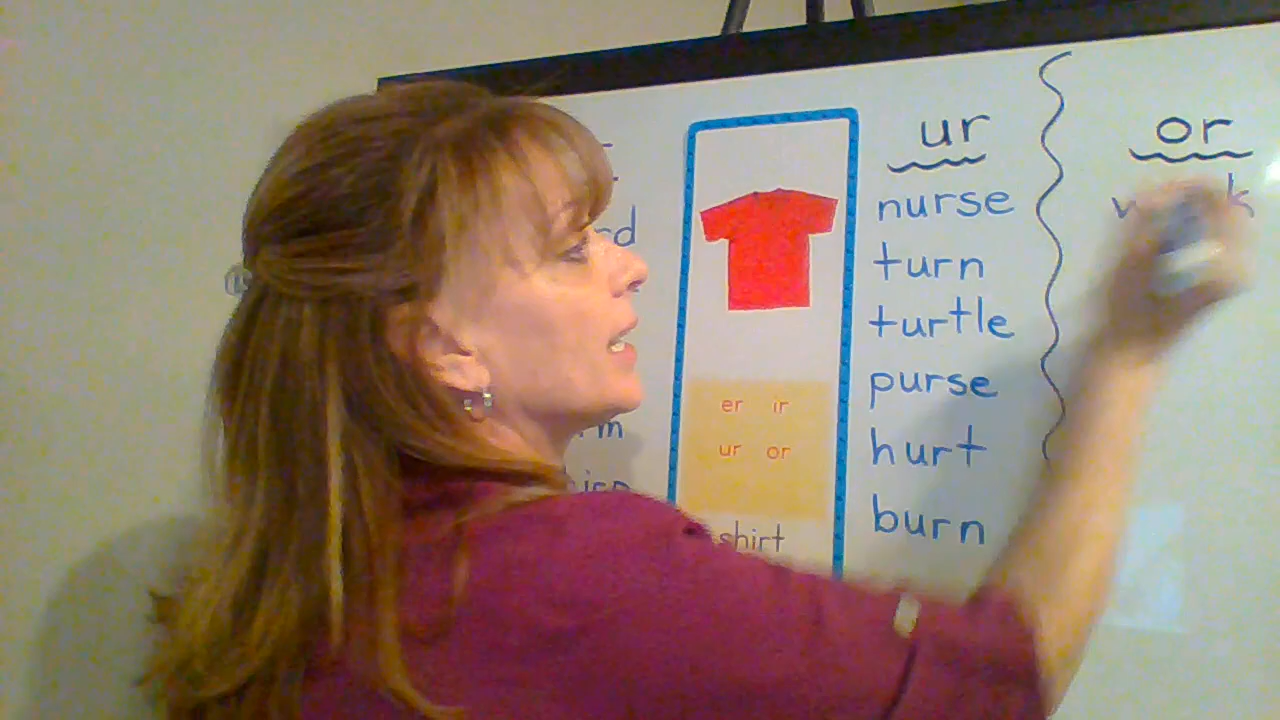 ur
nurse
turn
turtle
purse
hurt
burn
or
er ir
ur or
shirt